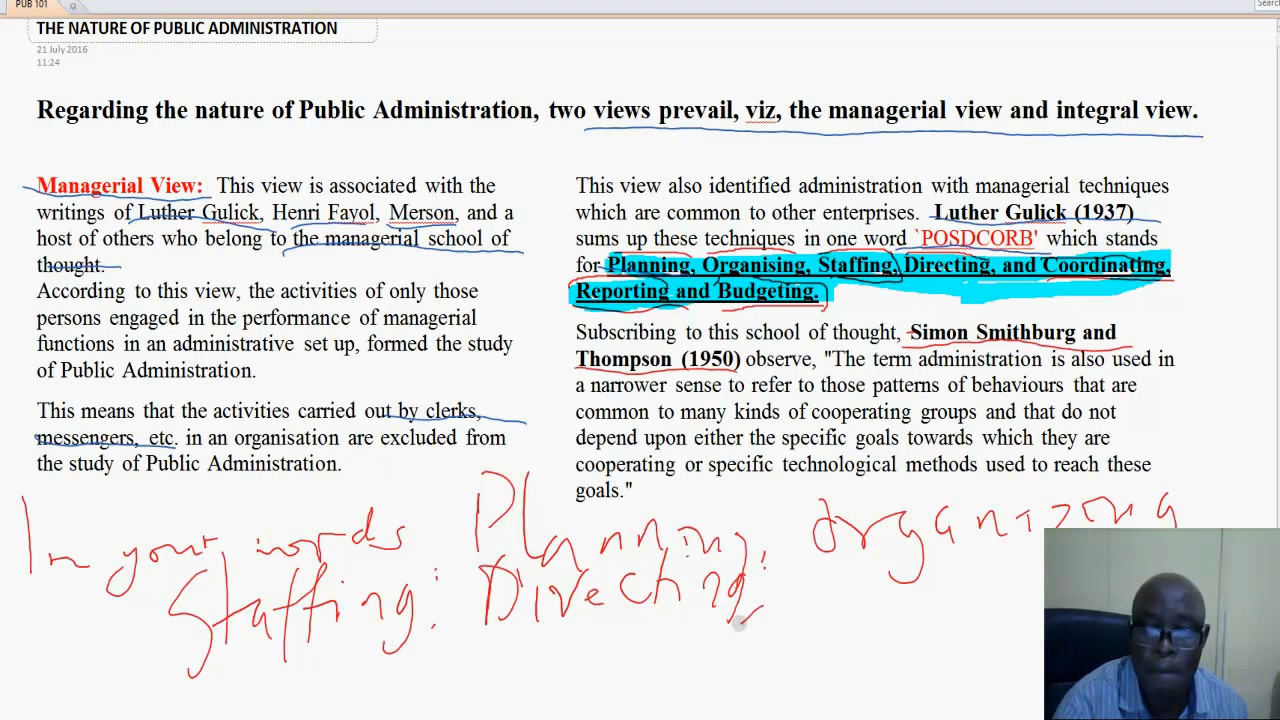 PUB 101
Search
THE NATURE OF PUBLIC ADMINISTRATION
21 July 2016
11:24
Regarding the nature of Public Administration, two views prevail, viz, the managerial view and integral view.
Managerial View: This view is associated with the
writings of Luther Gulick, Henri Fayol, Merson, and a
host of others who belong to the managerial school of
thought.
According to this view, the activities of only those
persons engaged in the performance of managerial
functions in an administrative set up, formed the study
of Public Administration.
This means that the activities carried out by clerks,
messengers, etc. in an organisation are excluded from
the study of Public Administration.
This view also identified administration with managerial techniques
which are common to other enterprises. Luther Gulick (1937)
sums up these techniques in one word `POSDCORB' which stands
for Planning, Organising, Staffing, Directing, and Coordinating,
Reporting and Budgeting.
Subscribing to this school of thought, Simon Smithburg and
Thompson (1950) observe, "The term administration is also used in
a narrower sense to refer to those patterns of behaviours that are
common to many kinds of cooperating groups and that do not
depend upon either the specific goals towards which they are
cooperating or specific technological methods used to reach these
goals."
In your words Planning; Organizing
Staffing; Directing